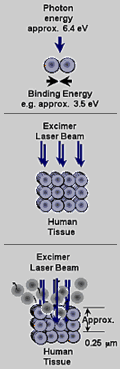 Photon
energy
approx. 6.4 eV
Binding Energy
e.g. approx. 3.5 eV
Excimer
Laser Beam
Human
Tissue
Excimer
Laser Beam
Approx.
0.25 µm
Human
Tissue